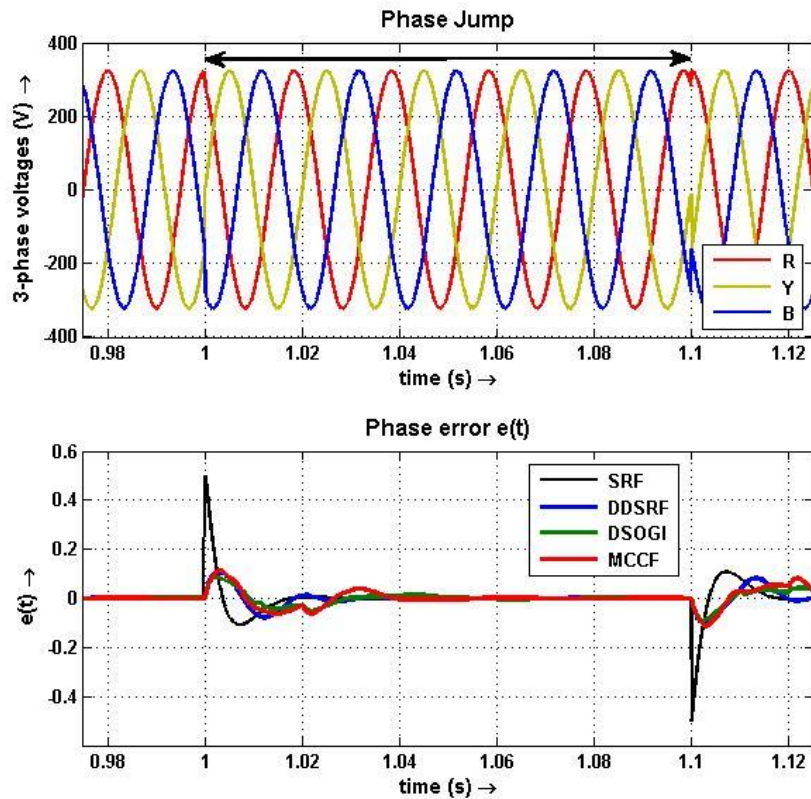 Phase Jump
400
200
0
-200
-400
3-phase voltages (V) →
R
Y
B
0.98
1
1.02
1.04
1.06
1.08
1.1
1.12
time (s) →
Phase error e(t)
0.6
0.4
0.2
0
-0.2
-0.4
e(t) →
SRF
DDSRF
DSOGI
MCCF
0.98
1
1.02
1.04
1.06
1.08
1.1
1.12
time (s) →